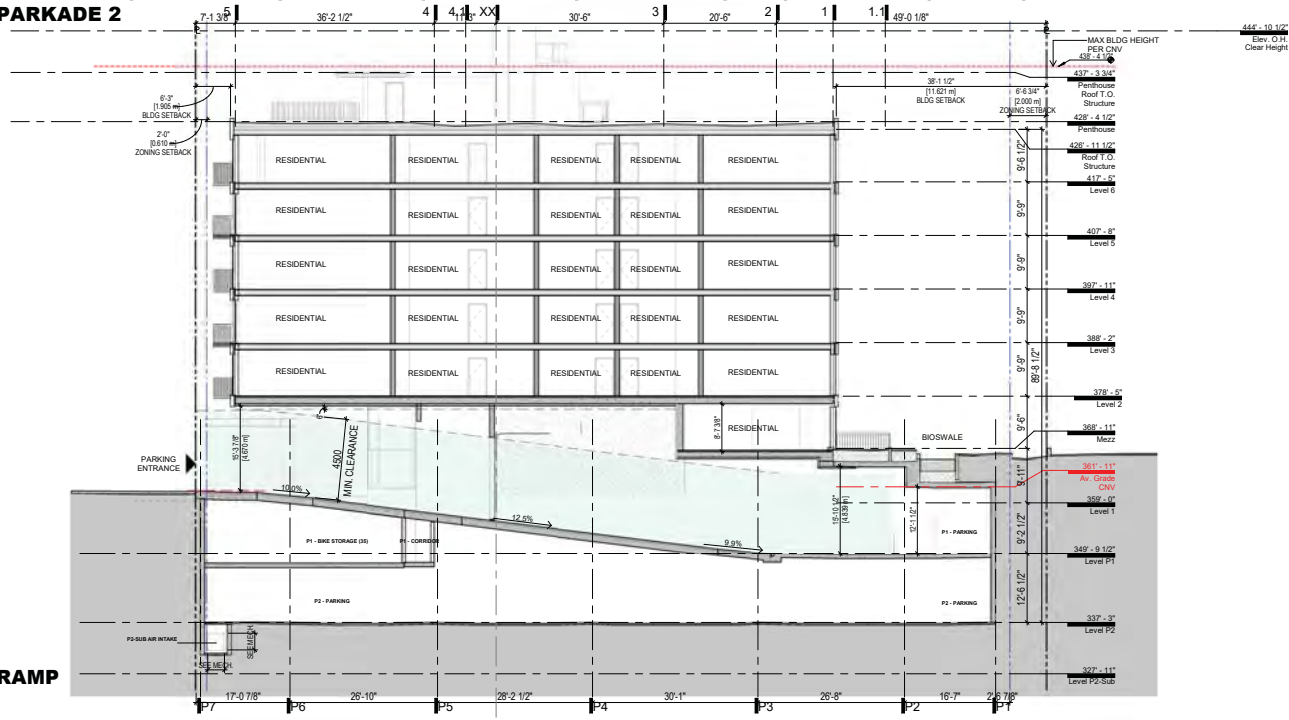 PARKADE 2
7'-1 3/8"
5
36'-2 1/2"
4
4.1
XX
30'-6"
3
20'-6"
2
1
1.1
49'-0 1/8"
444' - 10 1/2"
Elev. O.H.
Clear Height
MAX BLDG HEIGHT
PER CNV
438' - 4 1/2"
437' - 3 3/4"
Penthouse
Roof T.O.
Structure
38'-1 1/2"
[11.621 m]
BLDG SETBACK
6'-6 3/4"
[2.000 m]
ZONING SETBACK
6'-3"
[1.905 m]
BLDG SETBACK
2'-0"
[0.610 m]
ZONING SETBACK
428' - 4 1/2"
Penthouse
426' - 11 1/2"
Roof T.O.
Structure
9'-6 1/2"
RESIDENTIAL RESIDENTIAL RESIDENTIAL RESIDENTIAL RESIDENTIAL
417' - 5"
Level 6
9'-9"
RESIDENTIAL RESIDENTIAL RESIDENTIAL RESIDENTIAL RESIDENTIAL
407' - 8"
Level 5
9'-9"
RESIDENTIAL RESIDENTIAL RESIDENTIAL RESIDENTIAL RESIDENTIAL
397' - 11"
Level 4
9'-9"
RESIDENTIAL RESIDENTIAL RESIDENTIAL RESIDENTIAL RESIDENTIAL
388' - 2"
Level 3
9'-9"
89'-8 1/2"
RESIDENTIAL RESIDENTIAL RESIDENTIAL RESIDENTIAL RESIDENTIAL
378' - 5"
Level 2
9'-6"
15'-3 7/8"
[4.670 m]
4500
MIN. CLEARANCE
8'-7 3/8"
RESIDENTIAL
BIOSWALE
368' - 11"
Mezz
PARKING
ENTRANCE
361' - 11"
Av. Grade
CNV
9'-11"
359' - 0"
Level 1
10.0%
12.5%
9.9%
15'-10 1/2"
[4.839 m]
12'-1 1/2"
9'-2 1/2"
P1 - BIKE STORAGE (35)
P1 - CORRIDOR
P1 - PARKING
349' - 9 1/2"
Level P1
12'-6 1/2"
P2 - PARKING
P2 - PARKING
337' - 3"
Level P2
P2-SUB AIR INTAKE
SEE MECH.
SEE MECH.
327' - 11"
Level P2-Sub
RAMP
17'-0 7/8"
26'-10"
28'-2 1/2"
30'-1"
26'-8"
16'-7"
2'-6 7/8"
P7
P6
P5
P4
P3
P2
P1